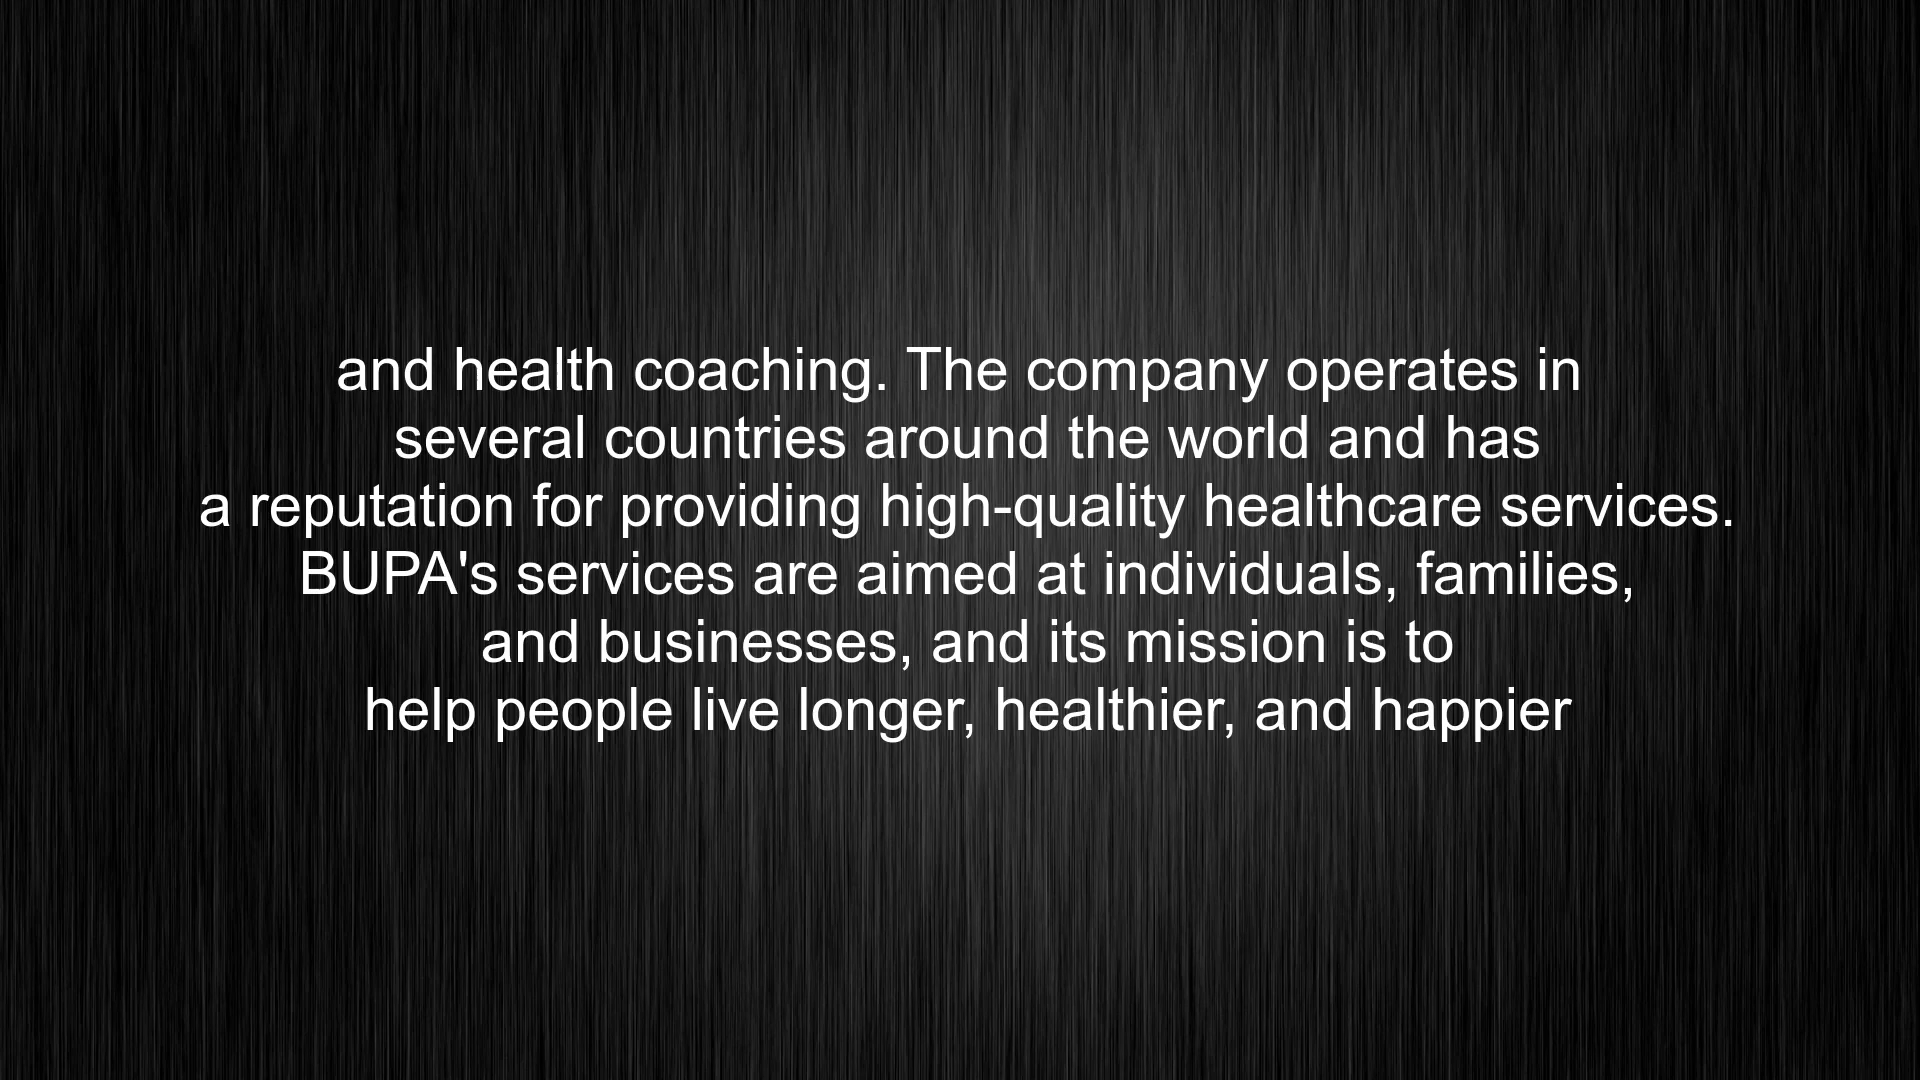 and health coaching. The company operates in
several countries around the world and has
a reputation for providing high-quality healthcare services.
BUPA's services are aimed at individuals, families,
and businesses, and its mission is to
help people live longer, healthier, and happier